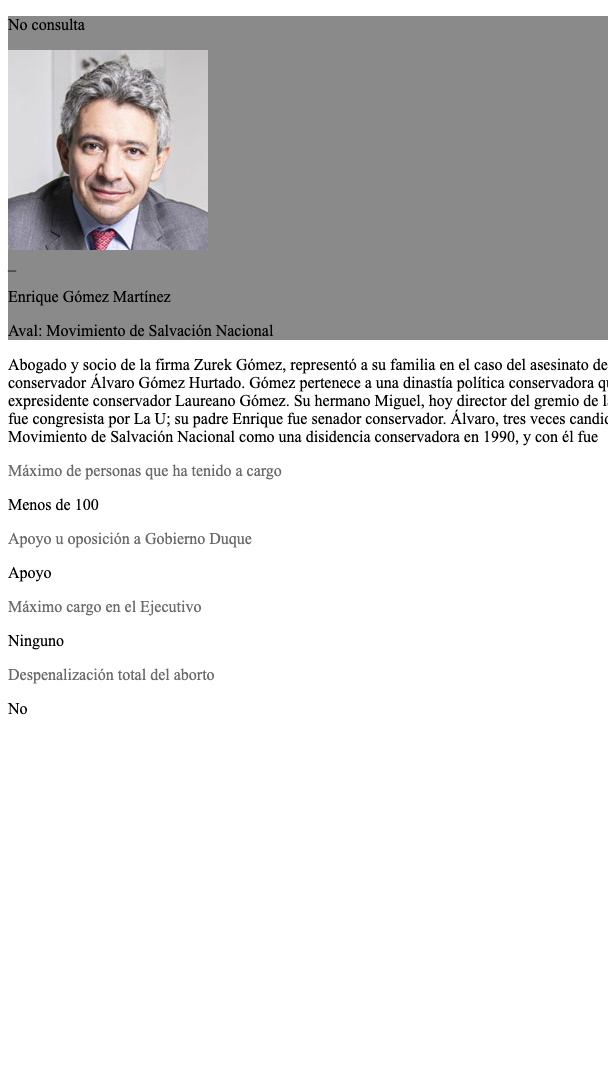 No consulta
_
Enrique Gómez Martínez
Aval: Movimiento de Salvación Nacional
Abogado y socio de la firma Zurek Gómez, representó a su familia en el caso del asesinato de
conservador Álvaro Gómez Hurtado. Gómez pertenece a una dinastía política conservadora
expresidente conservador Laureano Gómez. Su hermano Miguel, hoy director del gremio de
fue congresista por La U; su padre Enrique fue senador conservador. Álvaro, tres veces
Movimiento de Salvación Nacional como una disidencia conservadora en 1990, y con él fue
Máximo de personas que ha tenido a cargo
Menos de 100
Apoyo u oposición a Gobierno Duque
Apoyo
Máximo cargo en el Ejecutivo
Ninguno
Despenalización total del aborto
No